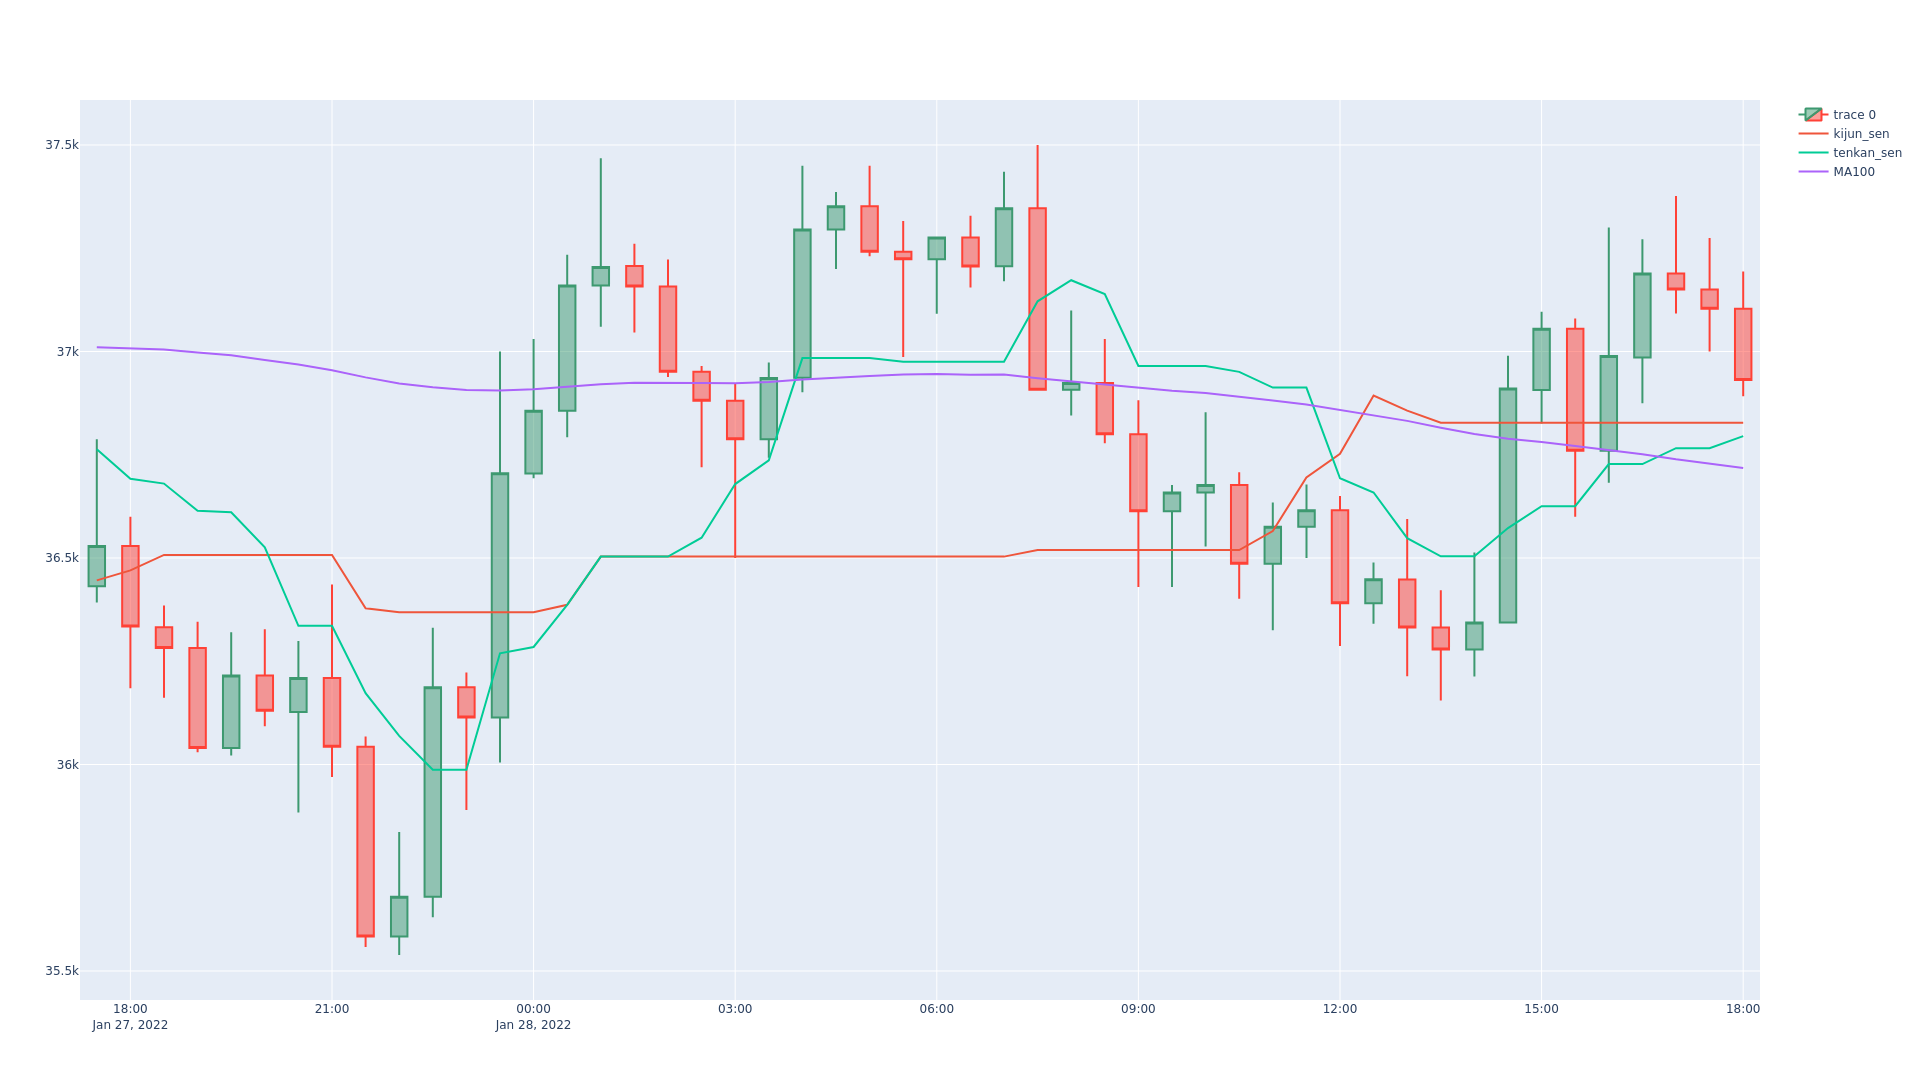 37.5k
37k
36.5k
36k
35.5k
18:00
Jan 27, 2022
21:00
00:00
Jan 28, 2022
03:00
06:00
09:00
12:00
15:00
18:00
trace 0
kijun_sen
tenkan_sen
MA100